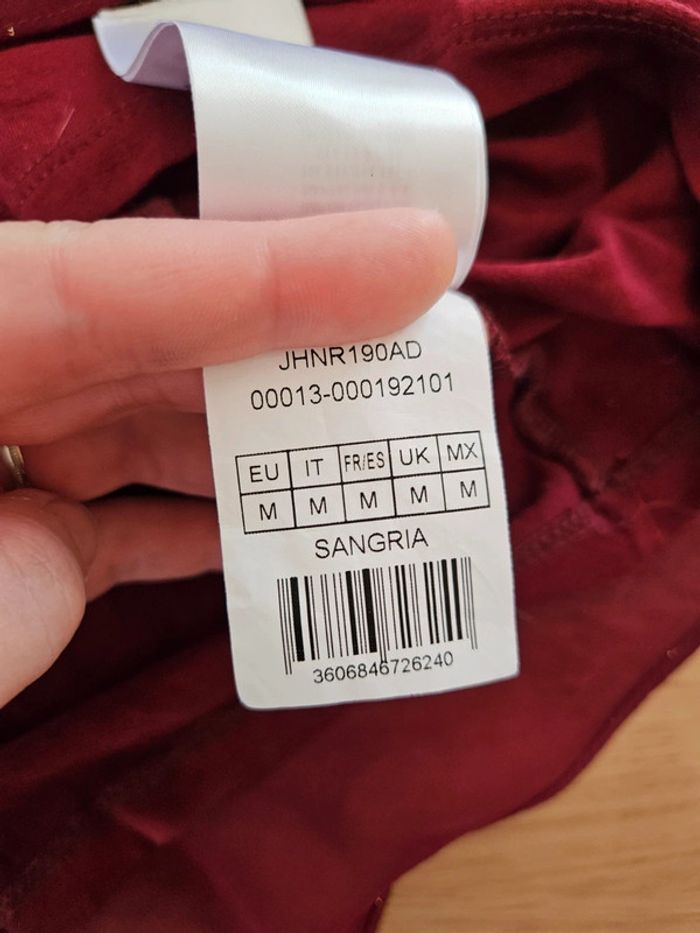 JHNR190AD
00013-000192101
EU IT FR/ES UK MX
M M M M M
SANGRIA
3606846726240